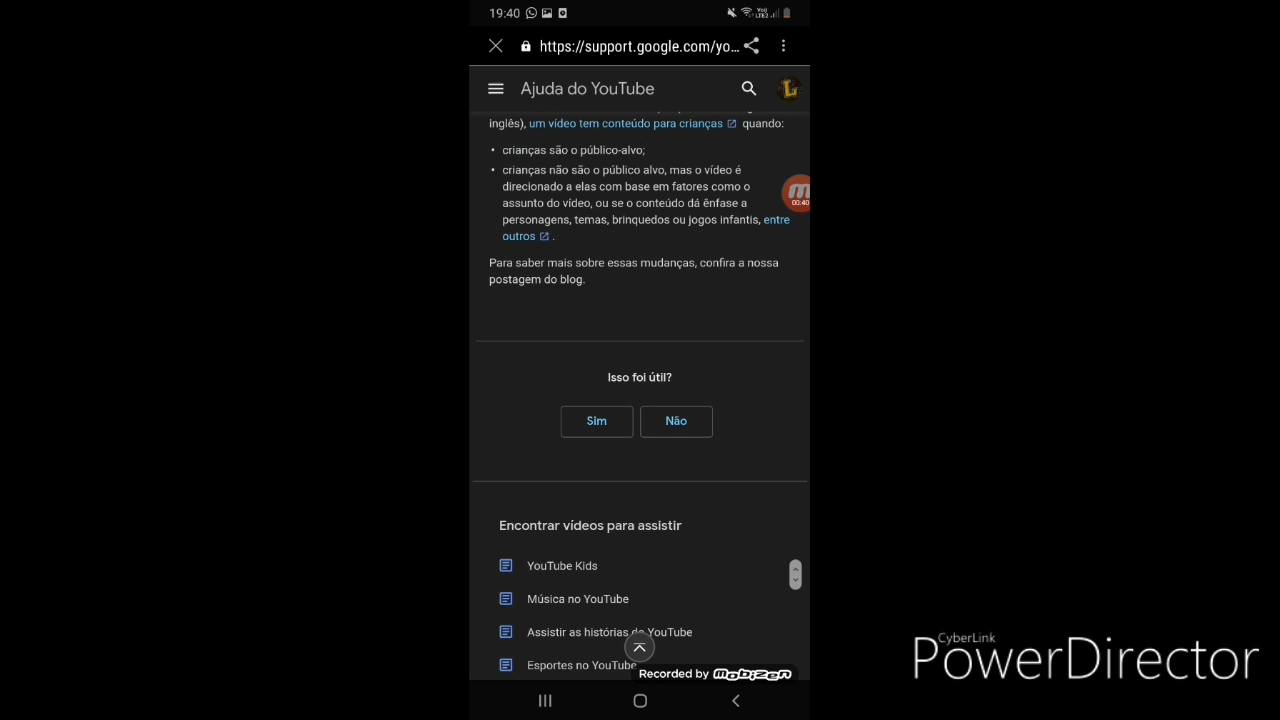 19:40
Voo LTE2
https://support.google.com/yo...
Ajuda do YouTube
L
inglês), um vídeo tem conteúdo para crianças quando:
• crianças são o público-alvo;
• crianças não são o público alvo, mas o vídeo é
direcionado a elas com base em fatores como o
assunto do vídeo, ou se o conteúdo dá ênfase a
personagens, temas, brinquedos ou jogos infantis, entre
outros .
00:40
Para saber mais sobre essas mudanças, confira a nossa
postagem do blog.
Isso foi útil?
Sim Não
Encontrar vídeos para assistir
YouTube Kids
Música no YouTube
Assistir as histórias do YouTube
Esportes no YouTube
Recorded by mobizen
CyberLink
PowerDirector